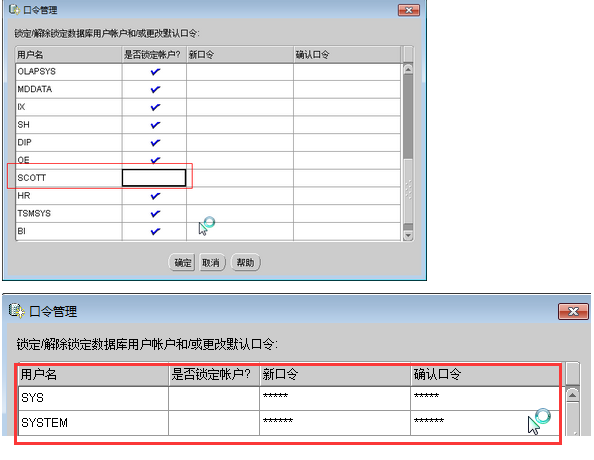 口令管理
锁定/解除锁定数据库用户帐户和/或更改默认口令:
用户名 是否锁定帐户? 新口令 确认口令
OLAPSYS
MDDATA
IX
SH
DIP
OE
SCOTT
HR
TSMSYS
BI
确定 取消 帮助
口令管理
锁定/解除锁定数据库用户帐户和/或更改默认口令:
用户名 是否锁定帐户? 新口令 确认口令
SYS ***** *****
SYSTEM ****** ******